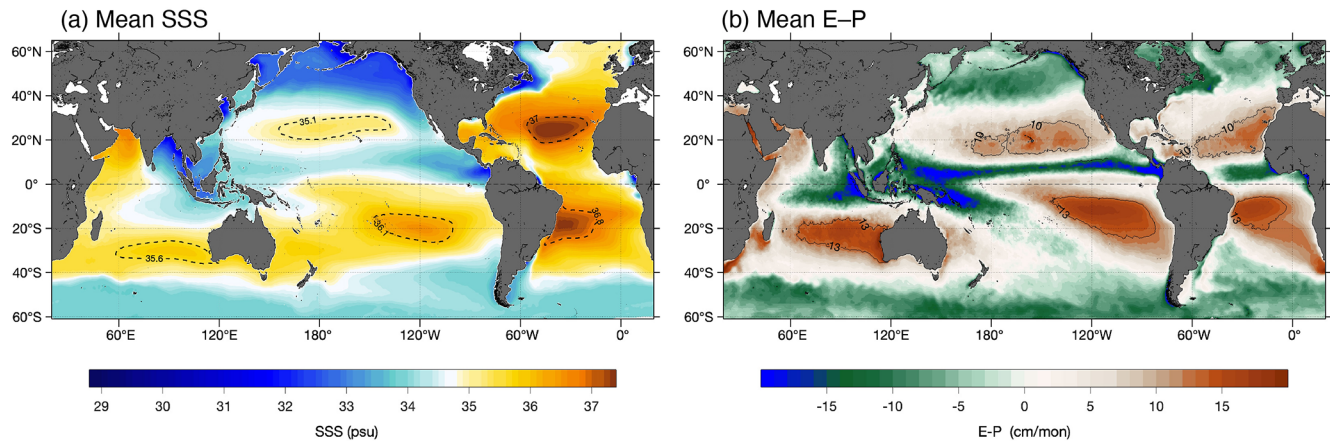 (a) Mean SSS
(b) Mean E–P
60°N
40°N
20°N
0°
20°S
40°S
60°S
35.1
37
36.1
36.8
35.6
60°E
120°E
180°
120°W
60°W
0°
29
30
31
32
33
34
35
36
37
SSS (psu)
60°N
40°N
20°N
0°
20°S
40°S
60°S
10
10
10
10
-13
13
13
-13
13
60°E
120°E
180°
120°W
60°W
0°
-15
-10
-5
0
5
10
15
E-P (cm/mon)